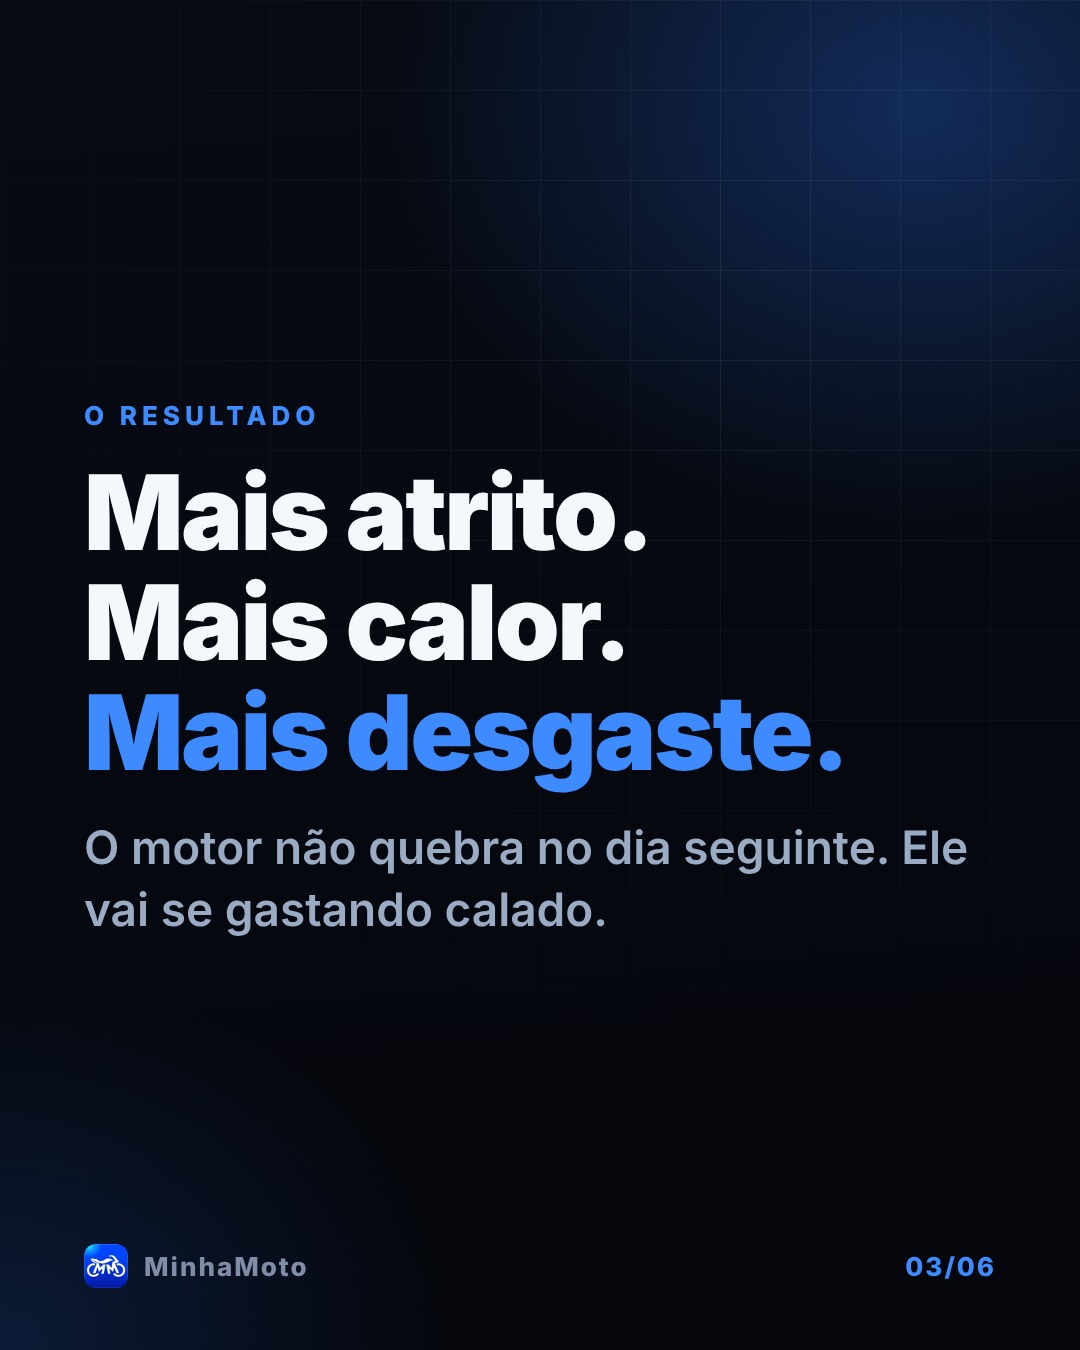 O RESULTADO
Mais atrito.
Mais calor.
Mais desgaste.
O motor não quebra no dia seguinte. Ele
vai se gastando calado.
MM
MinhaMoto
03/06